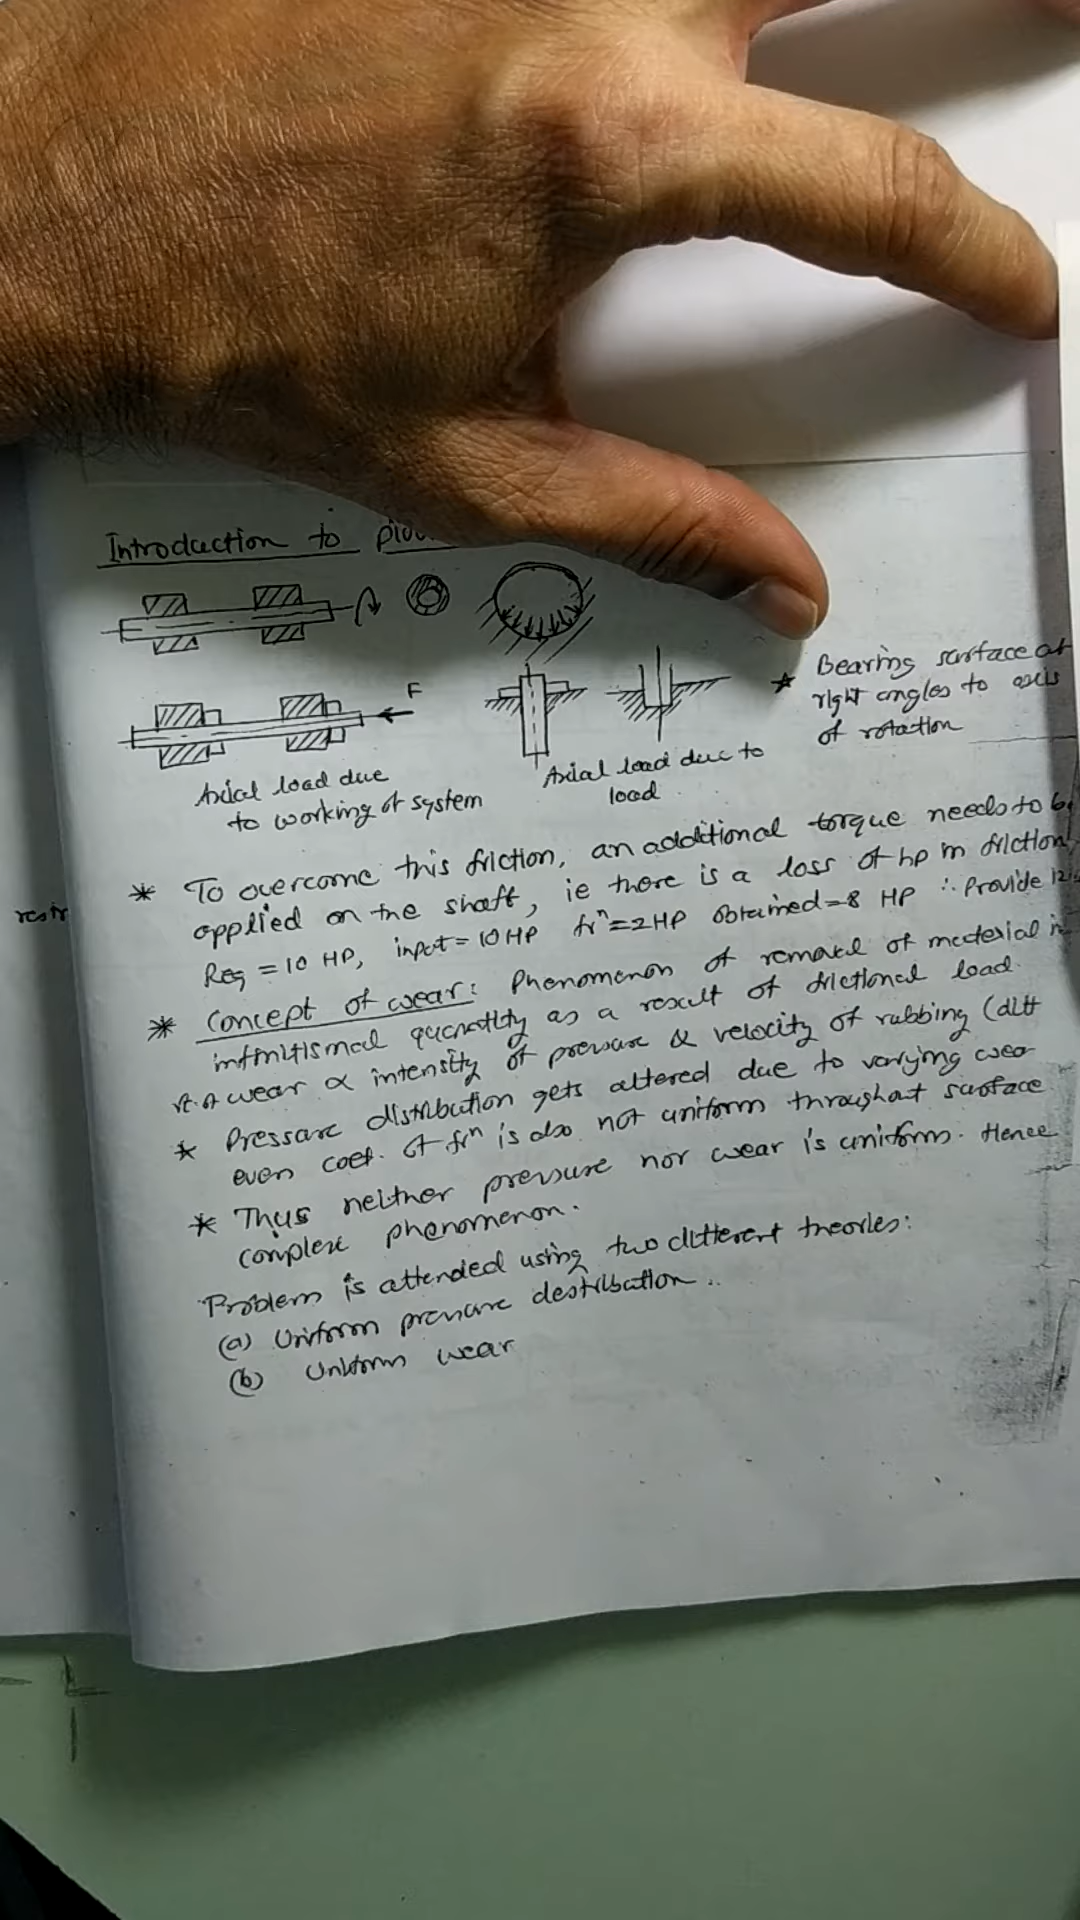 Introduction to
F
* Bearing surface at
right angles to axis
of rotation
Axial load due
to working of system
Axial load due to
load
* To overcome this friction, an additional torque needs to
applied on the shaft, ie there is a loss of hp in friction
Req = 10 HP, input = 10 HP frⁿ = 2HP obtained = 8 HP ∴ Provide 12
* Concept of wear: Phenomenon of removal of material in
infinitismal quantity as a result of frictional load.
rt. of wear α intensity of pressure & velocity of rubbing (diff
* Pressure distribution gets altered due to varying wear
even coef. of frⁿ is also not uniform throughout surface
* Thus neither pressure nor wear is uniform. Hence
complex phenomenon.
Problem is attended using two different theories:
(a) Uniform pressure destribution..
(b) Uniform wear